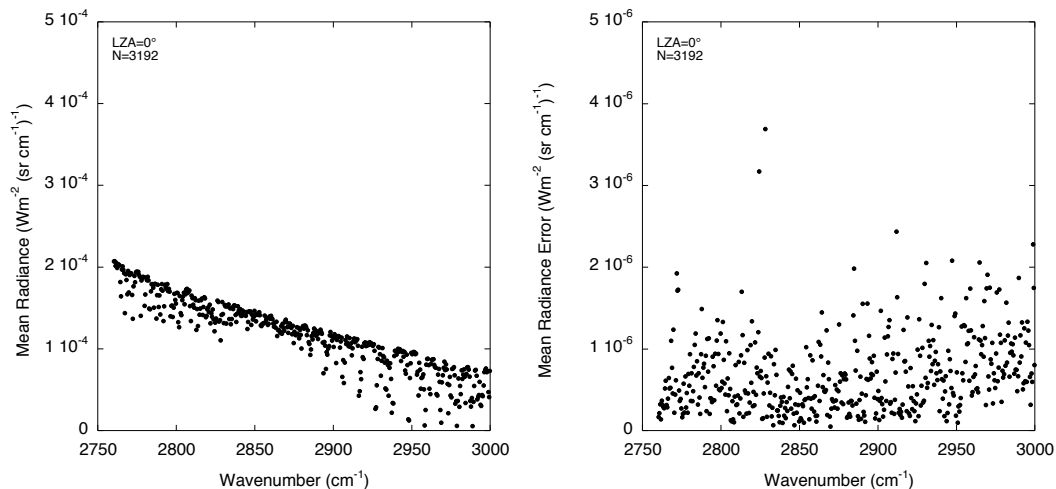 5 10⁻⁴
4 10⁻⁴
3 10⁻⁴
2 10⁻⁴
1 10⁻⁴
0
Mean Radiance (Wm⁻² (sr cm⁻¹)⁻¹)
LZA=0°
N=3192
2750 2800 2850 2900 2950 3000
Wavenumber (cm⁻¹)
5 10⁻⁶
4 10⁻⁶
3 10⁻⁶
2 10⁻⁶
1 10⁻⁶
0
Mean Radiance Error (Wm⁻² (sr cm⁻¹)⁻¹)
LZA=0°
N=3192
2750 2800 2850 2900 2950 3000
Wavenumber (cm⁻¹)